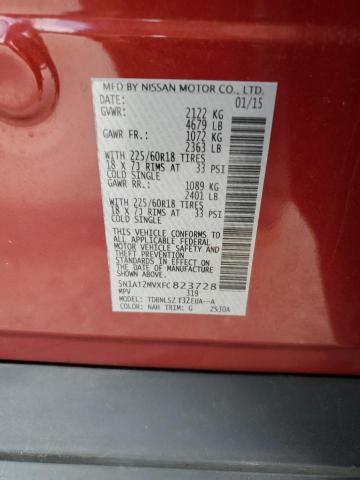 MFD BY NISSAN MOTOR CO., LTD.
DATE: 01/15
GVWR: 2122 KG
4679 LB
GAWR FR.: 1072 KG
2363 LB
WITH 225/60R18 TIRES
18 X 7J RIMS AT 33 PSI
COLD SINGLE
GAWR RR.: 1089 KG
2401 LB
WITH 225/60R18 TIRES
18 X 7J RIMS AT 33 PSI
COLD SINGLE
THIS VEHICLE CONFORMS TO
ALL APPLICABLE FEDERAL
MOTOR VEHICLE SAFETY AND
THEFT PREVENTION
STANDARDS IN EFFECT ON
THE DATE OF MANUFACTURE
SHOWN ABOVE.
5N1AT2MVXFC823728
MPV 319
MODEL: TDBNLSZ T32EUA--A
COLOR: NAH TRIM: G 2530A